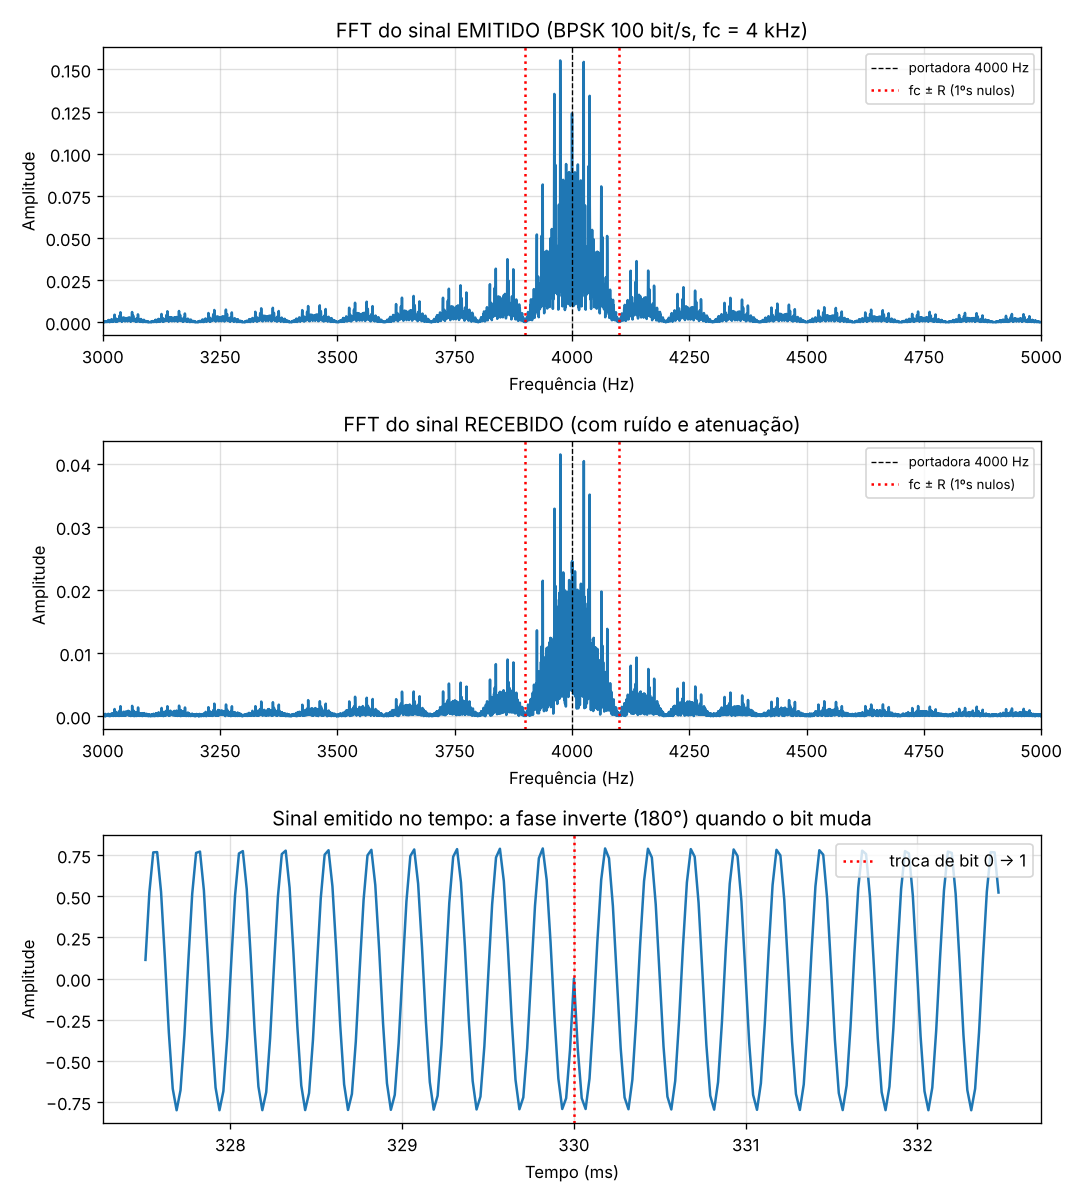 FFT do sinal EMITIDO (BPSK 100 bit/s, fc = 4 kHz)
portadora 4000 Hz
fc ± R (1ºs nulos)
Amplitude
0.150
0.125
0.100
0.075
0.050
0.025
0.000
3000 3250 3500 3750 4000 4250 4500 4750 5000
Frequência (Hz)
FFT do sinal RECEBIDO (com ruído e atenuação)
portadora 4000 Hz
fc ± R (1ºs nulos)
Amplitude
0.04
0.03
0.02
0.01
0.00
3000 3250 3500 3750 4000 4250 4500 4750 5000
Frequência (Hz)
Sinal emitido no tempo: a fase inverte (180°) quando o bit muda
troca de bit 0 → 1
Amplitude
0.75
0.50
0.25
0.00
−0.25
−0.50
−0.75
328 329 330 331 332
Tempo (ms)